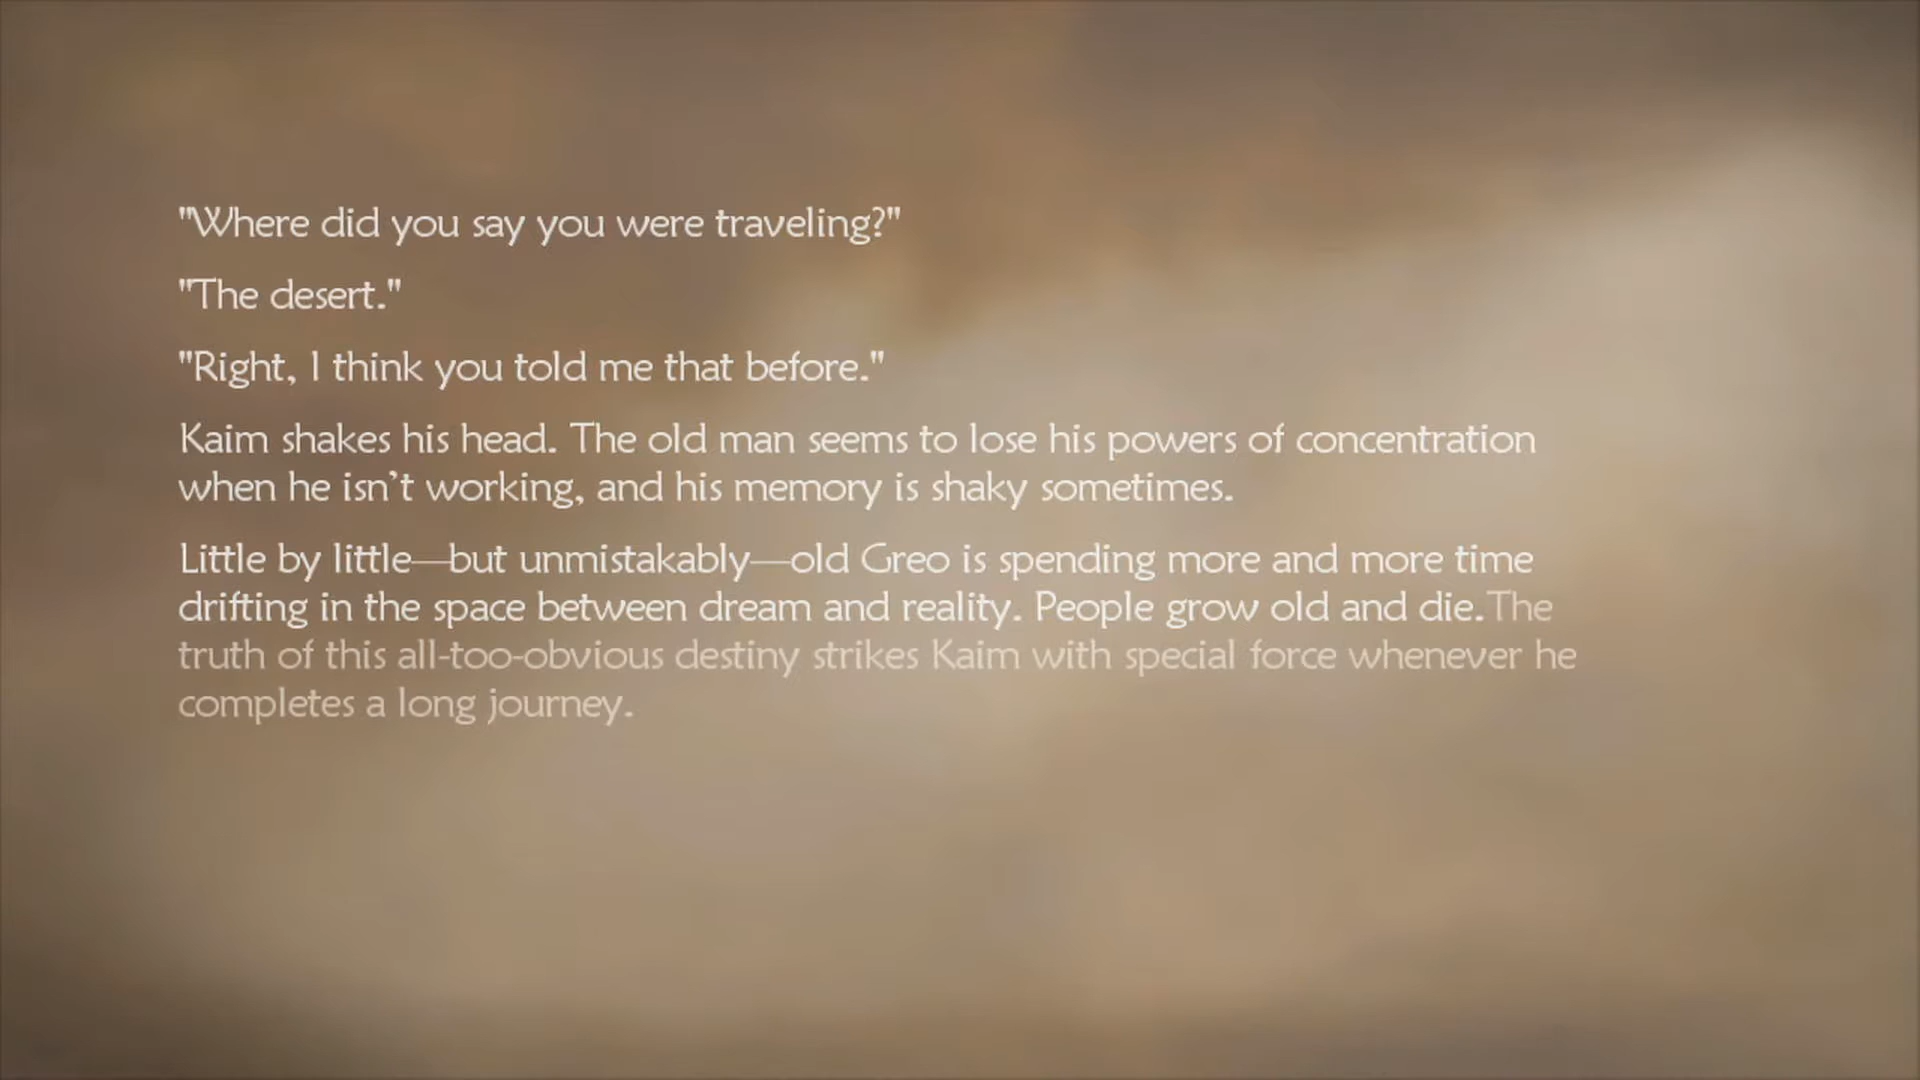 "Where did you say you were traveling?"
"The desert."
"Right, I think you told me that before."
Kaim shakes his head. The old man seems to lose his powers of concentration
when he isn’t working, and his memory is shaky sometimes.
Little by little—but unmistakably—old Greo is spending more and more time
drifting in the space between dream and reality. People grow old and die.The
truth of this all-too-obvious destiny strikes Kaim with special force whenever he
completes a long journey.